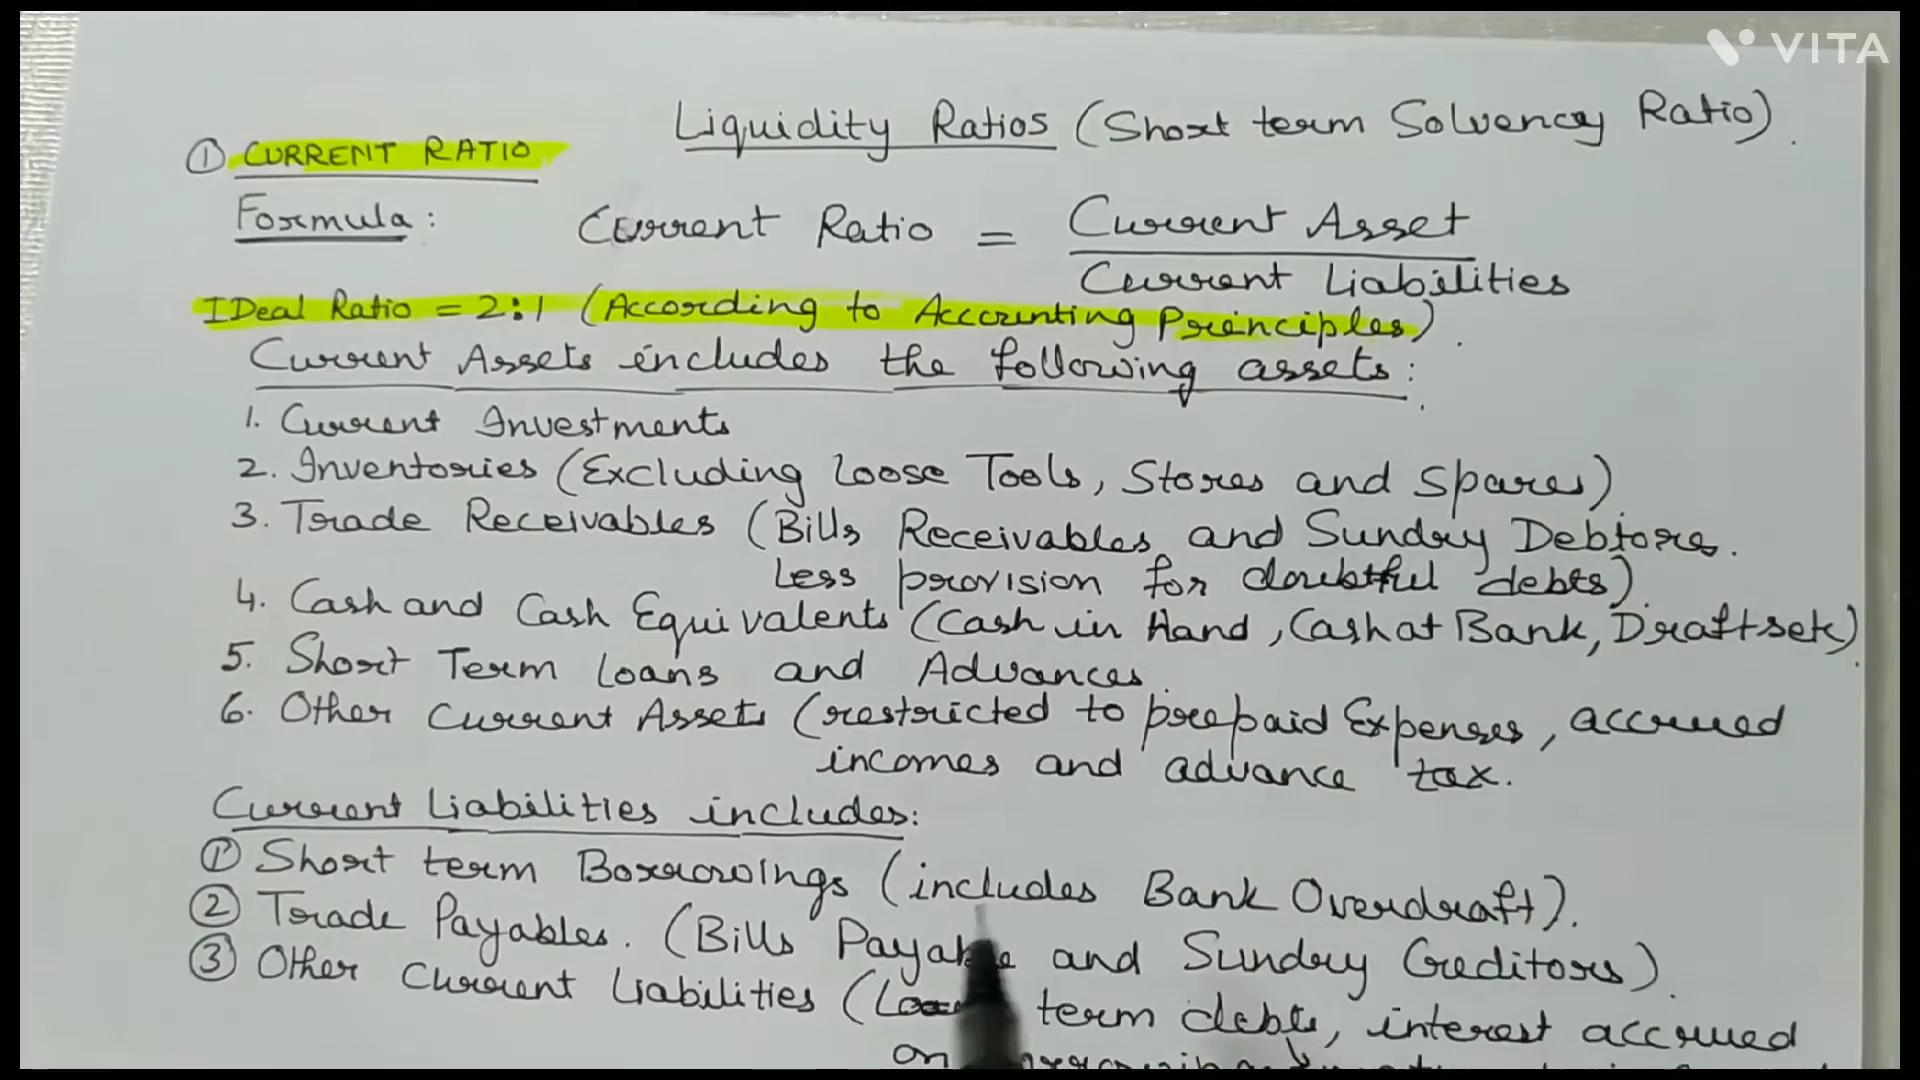 VITA
Liquidity Ratios (Short term Solvency Ratio).
① CURRENT RATIO
Formula: Current Ratio = Current Asset
Current Liabilities
IDeal Ratio = 2:1 (According to Accounting Principles).
Current Assets includes the following assets:
1. Current Investments
2. Inventories (Excluding Loose Tools, Stores and Spares)
3. Trade Receivables (Bills Receivables and Sundry Debtors.
Less provision for doubtful debts).
4. Cash and Cash Equivalents (Cash in Hand, Cash at Bank, Drafts etc).
5. Short Term Loans and Advances.
6. Other Current Assets (restricted to prepaid Expenses, accrued
incomes and advance tax.
Current Liabilities includes:
① Short term Borrowings (includes Bank Overdraft).
② Trade Payables. (Bills Payable and Sundry Creditors).
③ Other Current Liabilities (term debts, interest accrued
on